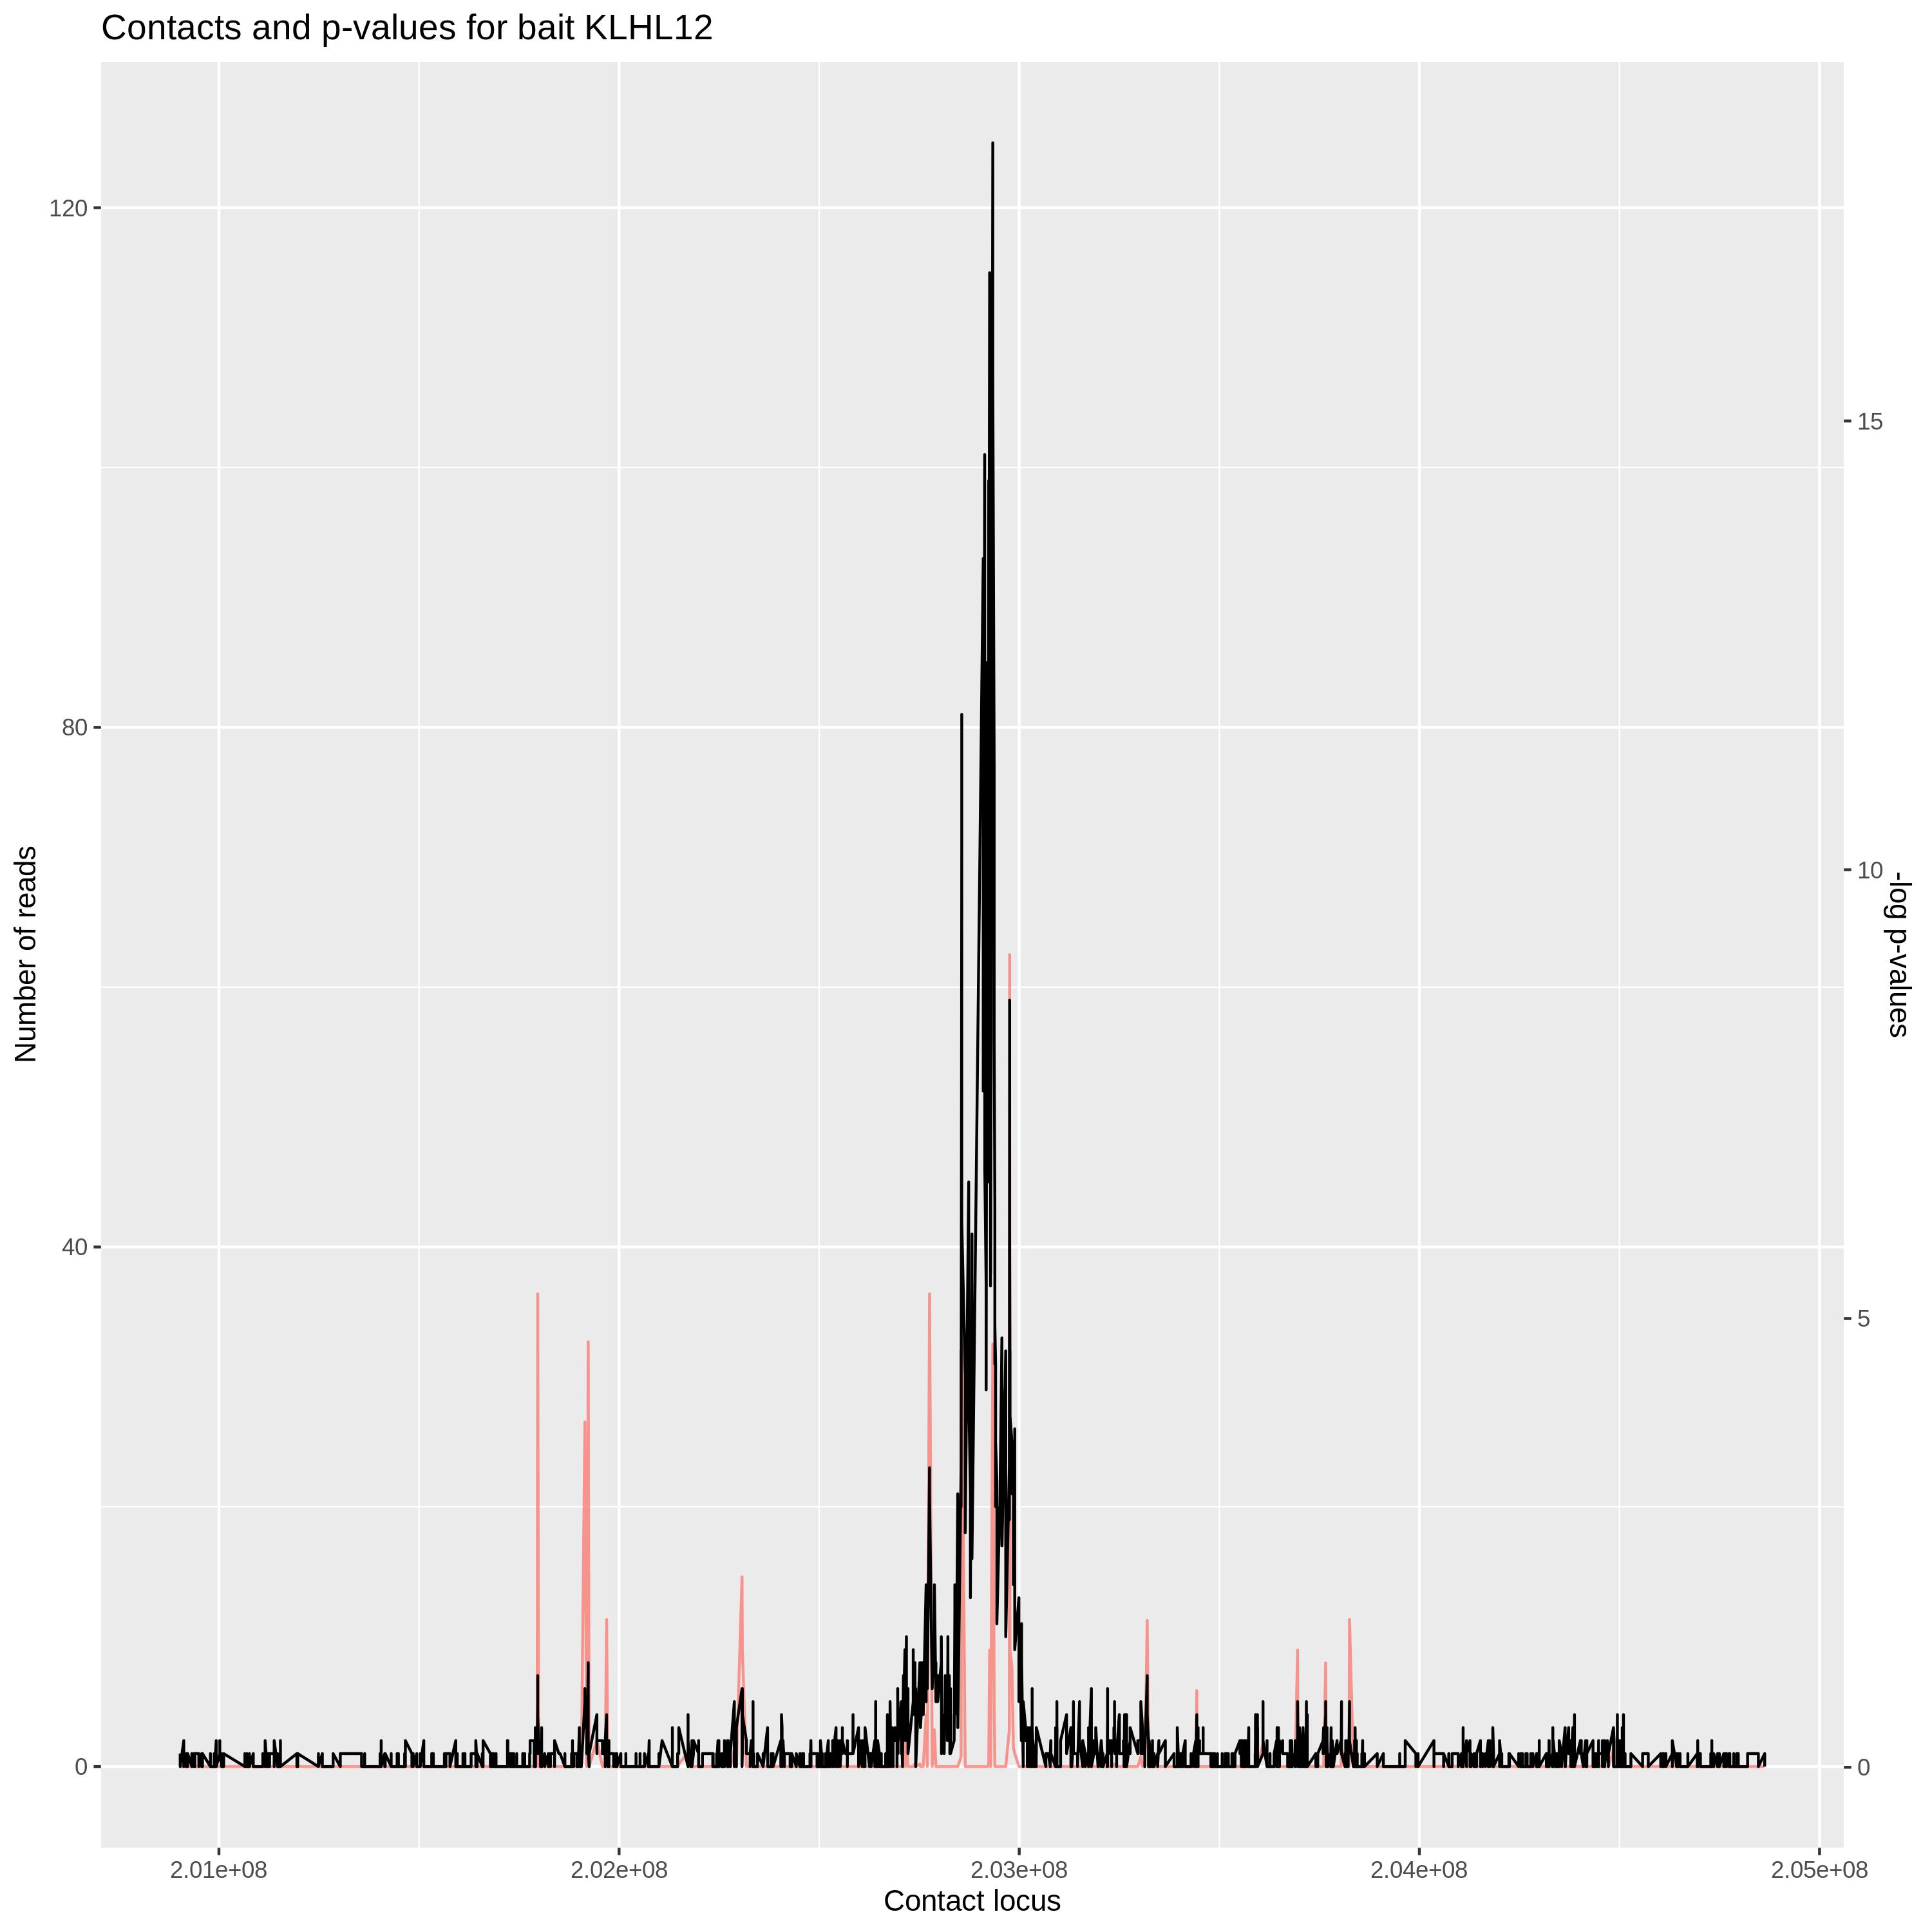 Contacts and p-values for bait KLHL12
120
80
40
0
Number of reads
15
10
5
0
-log p-values
2.01e+08
2.02e+08
2.03e+08
2.04e+08
2.05e+08
Contact locus